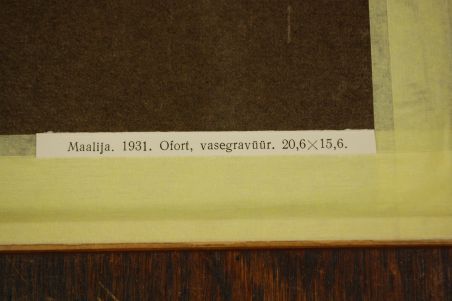 Maalija. 1931. Ofort, vasegravüür. 20,6×15,6.